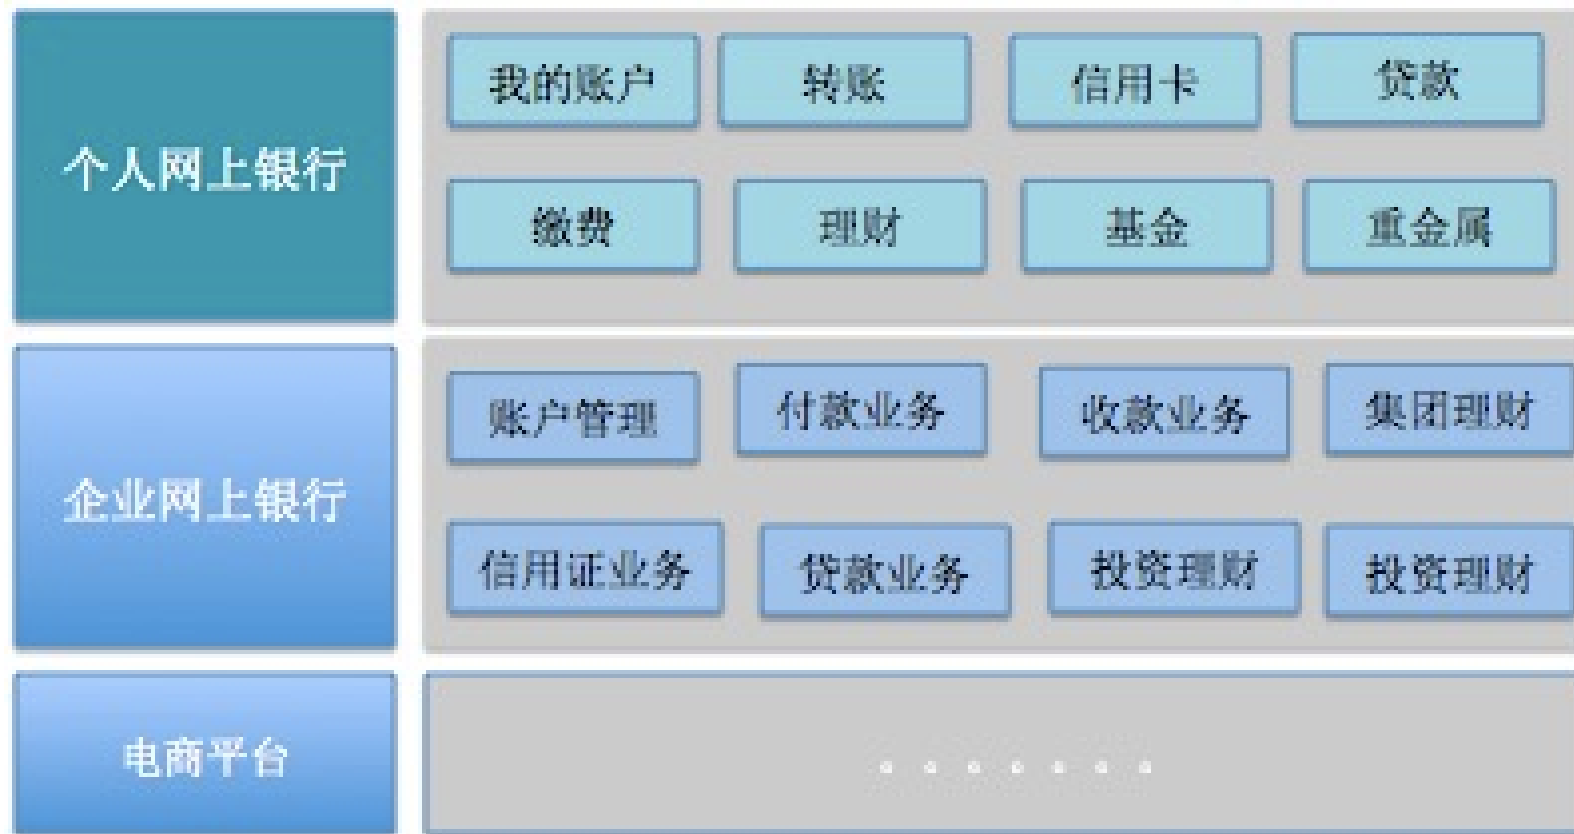 个人网上银行
我的账户 转账 信用卡 贷款
缴费 理财 基金 重金属
企业网上银行
账户管理 付款业务 收款业务 集团理财
信用证业务 贷款业务 投资理财 投资理财
电商平台
.......